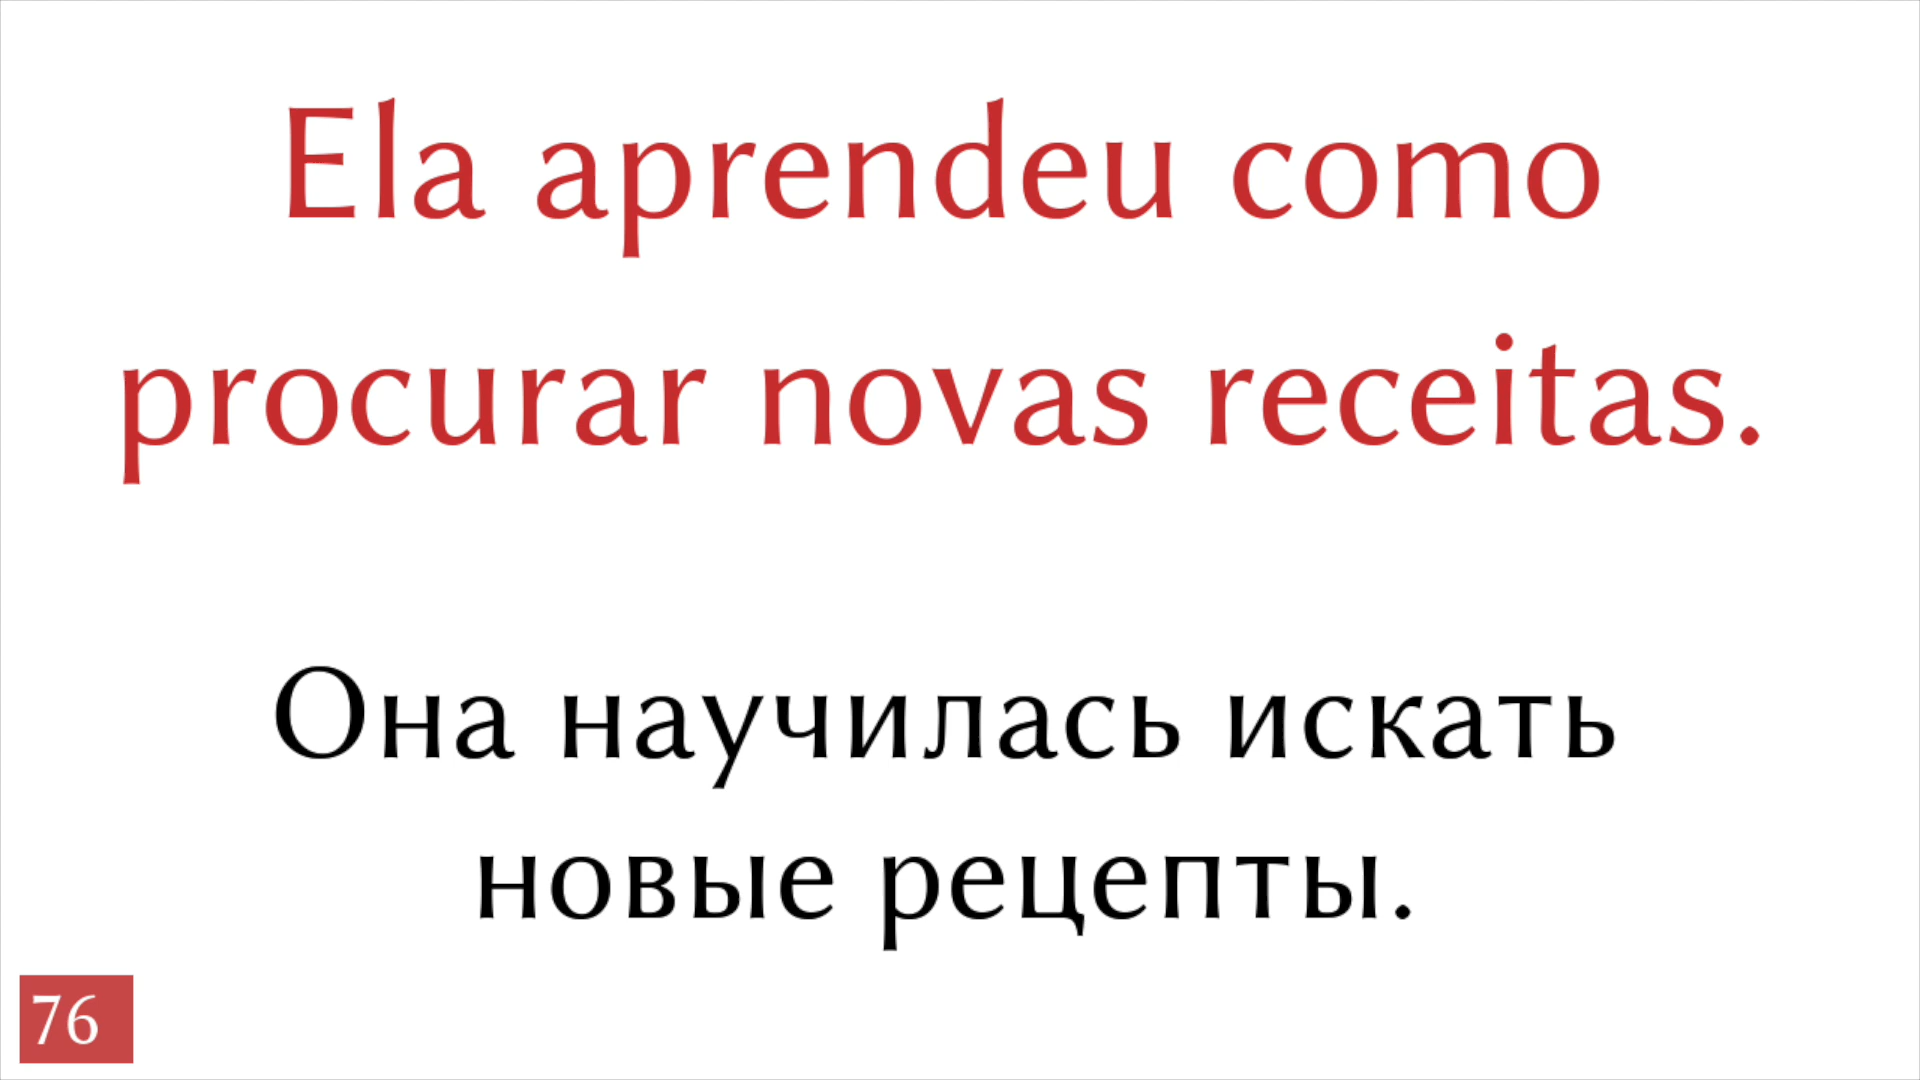 Ela aprendeu como
procurar novas receitas.
Она научилась искать
новые рецепты.
76